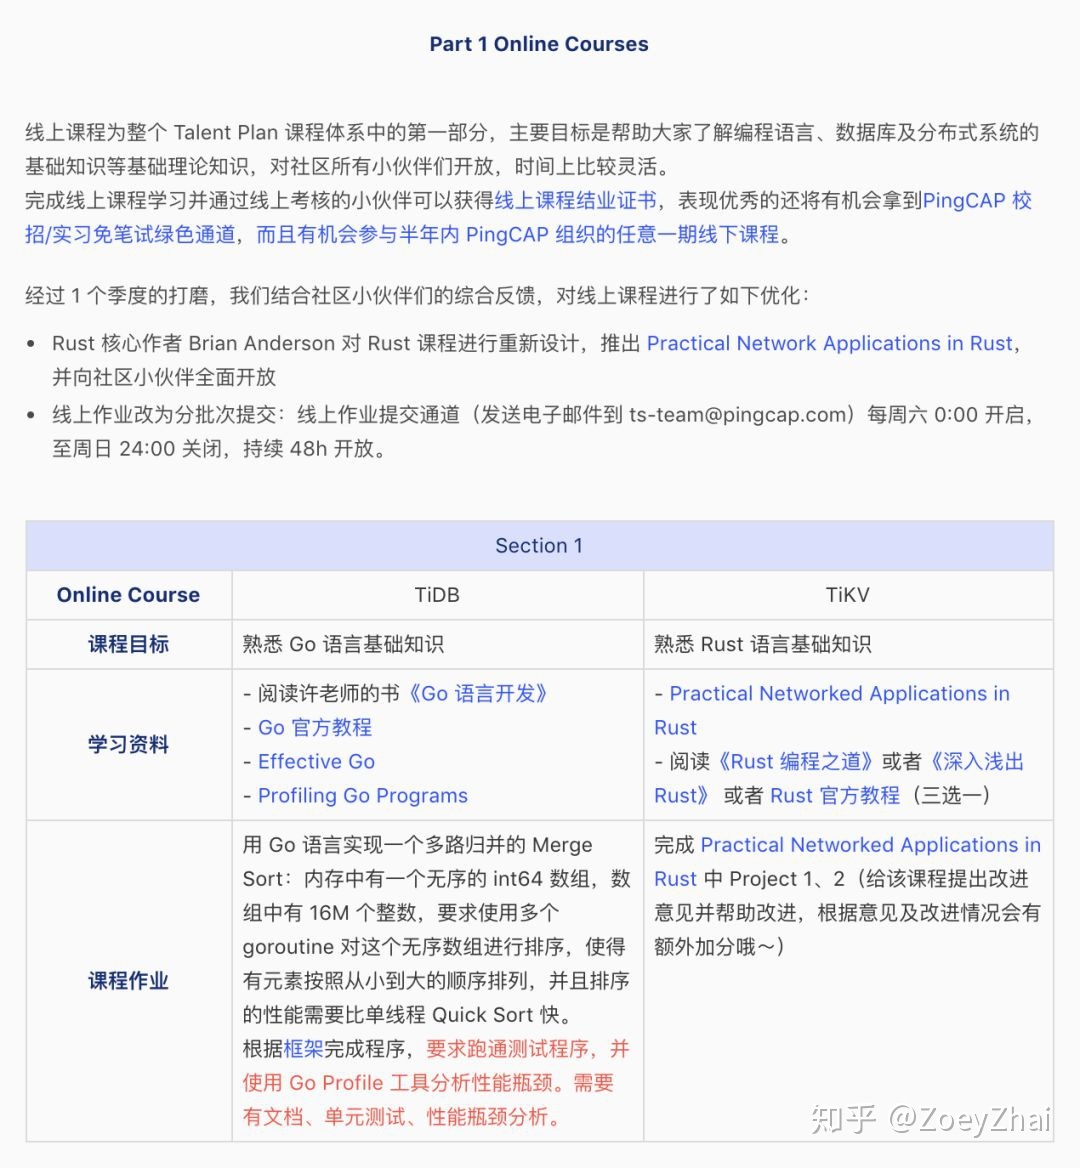 Part 1 Online Courses
线上课程为整个 Talent Plan 课程体系中的第一部分，主要目标是帮助大家了解编程语言、数据库及分布式系统的
基础知识等基础理论知识，对社区所有小伙伴们开放，时间上比较灵活。
完成线上课程学习并通过线上考核的小伙伴可以获得线上课程结业证书，表现优秀的还将有机会拿到PingCAP 校
招/实习免笔试绿色通道，而且有机会参与半年内 PingCAP 组织的任意一期线下课程。
经过 1 个季度的打磨，我们结合社区小伙伴们的综合反馈，对线上课程进行了如下优化：
• Rust 核心作者 Brian Anderson 对 Rust 课程进行重新设计，推出 Practical Network Applications in Rust，
并向社区小伙伴全面开放
• 线上作业改为分批次提交：线上作业提交通道（发送电子邮件到 ts-team@pingcap.com）每周六 0:00 开启，
至周日 24:00 关闭，持续 48h 开放。
Section 1
Online Course
TiDB
TiKV
课程目标
熟悉 Go 语言基础知识
熟悉 Rust 语言基础知识
学习资料
- 阅读许老师的书《Go 语言开发》
- Go 官方教程
- Effective Go
- Profiling Go Programs
- Practical Networked Applications in
Rust
- 阅读《Rust 编程之道》或者《深入浅出
Rust》 或者 Rust 官方教程（三选一）
课程作业
用 Go 语言实现一个多路归并的 Merge
Sort：内存中有一个无序的 int64 数组，数
组中有 16M 个整数，要求使用多个
goroutine 对这个无序数组进行排序，使得
有元素按照从小到大的顺序排列，并且排序
的性能需要比单线程 Quick Sort 快。
根据框架完成程序，要求跑通测试程序，并
使用 Go Profile 工具分析性能瓶颈。需要
有文档、单元测试、性能瓶颈分析。
完成 Practical Networked Applications in
Rust 中 Project 1、2（给该课程提出改进
意见并帮助改进，根据意见及改进情况会有
额外加分哦～）
知乎 @ZoeyZhai